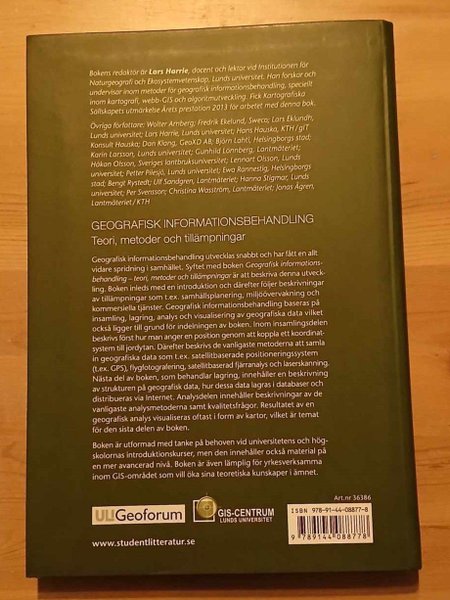 Bokens redaktör är Lars Harrie, docent och lektor vid Institutionen för
Naturgeografi och Ekosystemvetenskap, Lunds universitet. Han forskar och
undervisar inom metoder för geografisk informationsbehandling, speciellt
inom kartografi, webb-GIS och algoritmutveckling. Fick Kartografiska
Sällskapets utmärkelse Årets prestation 2013 för arbetet med denna bok.
Övriga författare: Wolter Arnberg; Fredrik Ekelund, Sweco; Lars Eklundh,
Lunds universitet; Lars Harrie, Lunds universitet; Hans Hauska, KTH/giT
Konsult Hauska; Dan Klang, GeoXD AB; Björn Lahti, Helsingborgs stad;
Karin Larsson, Lunds universitet; Gunhild Lönnberg, Lantmäteriet;
Håkan Olsson, Sveriges lantbruksuniversitet; Lennart Olsson, Lunds
universitet; Petter Pilesjö, Lunds universitet; Ewa Rannestig, Helsingborgs
stad; Bengt Rystedt; Ulf Sandgren, Lantmäteriet; Hanna Stigmar, Lunds
universitet; Per Svensson; Christina Wasström, Lantmäteriet; Jonas Ågren,
Lantmäteriet/KTH
GEOGRAFISK INFORMATIONSBEHANDLING
Teori, metoder och tillämpningar
Geografisk informationsbehandling utvecklas snabbt och har fått en allt
vidare spridning i samhället. Syftet med boken Geografisk informations-
behandling – teori, metoder och tillämpningar är att beskriva denna utveck-
ling. Boken inleds med en introduktion och därefter följer beskrivningar
av tillämpningar som t.ex. samhällsplanering, miljöövervakning och
kommersiella tjänster. Geografisk informationsbehandling baseras på
insamling, lagring, analys och visualisering av geografiska data vilket
också ligger till grund för indelningen av boken. Inom insamlingsdelen
beskrivs först hur man anger en position genom att koppla ett koordinat-
system till jordytan. Därefter beskrivs de vanligaste metoderna att samla
in geografiska data som t.ex. satellitbaserade positioneringssystem
(t.ex. GPS), flygfotografering, satellitbaserad fjärranalys och laserskanning.
Nästa del av boken, som behandlar lagring, innehåller en beskrivning
av strukturen på geografisk data, hur dessa data lagras i databaser och
distribueras via Internet. Analysdelen innehåller beskrivningar av de
vanligaste analysmetoderna samt kvalitetsfrågor. Resultatet av en
geografisk analys visualiseras oftast i form av kartor, vilket är temat
för den sista delen av boken.
Boken är utformad med tanke på behoven vid universitetens och hög-
skolornas introduktionskurser, men den innehåller också material på
en mer avancerad nivå. Boken är även lämplig för yrkesverksamma
inom GIS-området som vill öka sina teoretiska kunskaper i ämnet.
Art.nr 36386
ULI Geoforum
GIS-CENTRUM
LUNDS UNIVERSITET
www.studentlitteratur.se
ISBN 978-91-44-08877-8
9 789144 088778